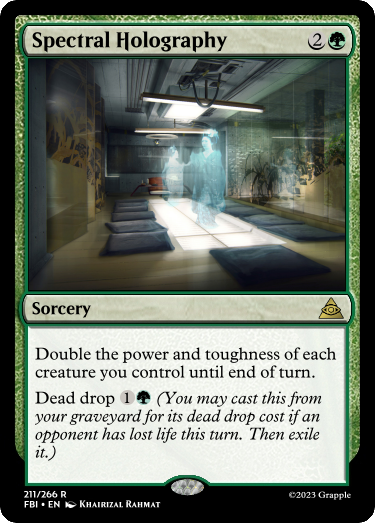 Spectral Holography 2
Sorcery
Double the power and toughness of each
creature you control until end of turn.
Dead drop 1 (You may cast this from
your graveyard for its dead drop cost if an
opponent has lost life this turn. Then exile
it.)
211/266 R
FBI • EN Khairizal Rahmat
©2023 Grapple